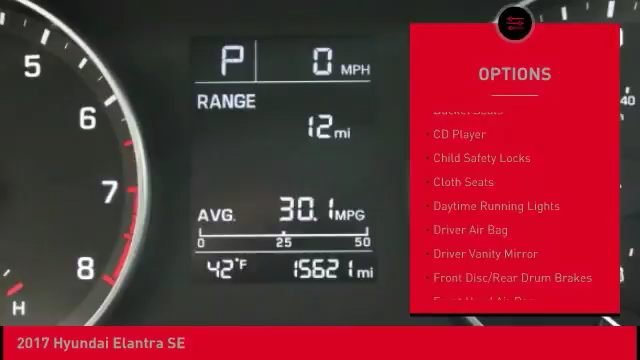 5
6
7
8
H
P 0 MPH
RANGE
12 mi
AVG. 30.1 MPG
0 25 50
42°F 15621 mi
40
OPTIONS
Bucket Seats
· CD Player
· Child Safety Locks
· Cloth Seats
· Daytime Running Lights
· Driver Air Bag
· Driver Vanity Mirror
· Front Disc/Rear Drum Brakes
2017 Hyundai Elantra SE